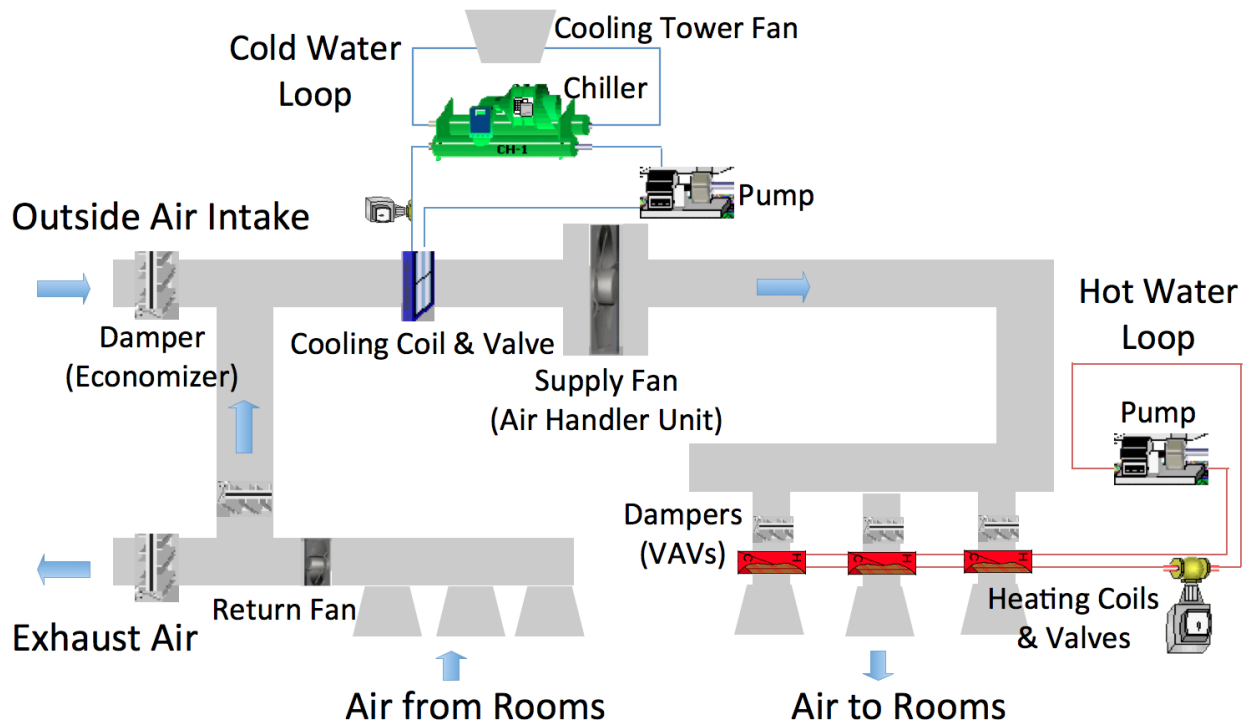 Cooling Tower Fan
Cold Water
Loop
Chiller
CH-1
Pump
Outside Air Intake
Damper
(Economizer)
Cooling Coil & Valve
Supply Fan
(Air Handler Unit)
Hot Water
Loop
Pump
Dampers
(VAVs)
C H
C H
C H
Heating Coils
& Valves
Return Fan
Exhaust Air
Air from Rooms
Air to Rooms